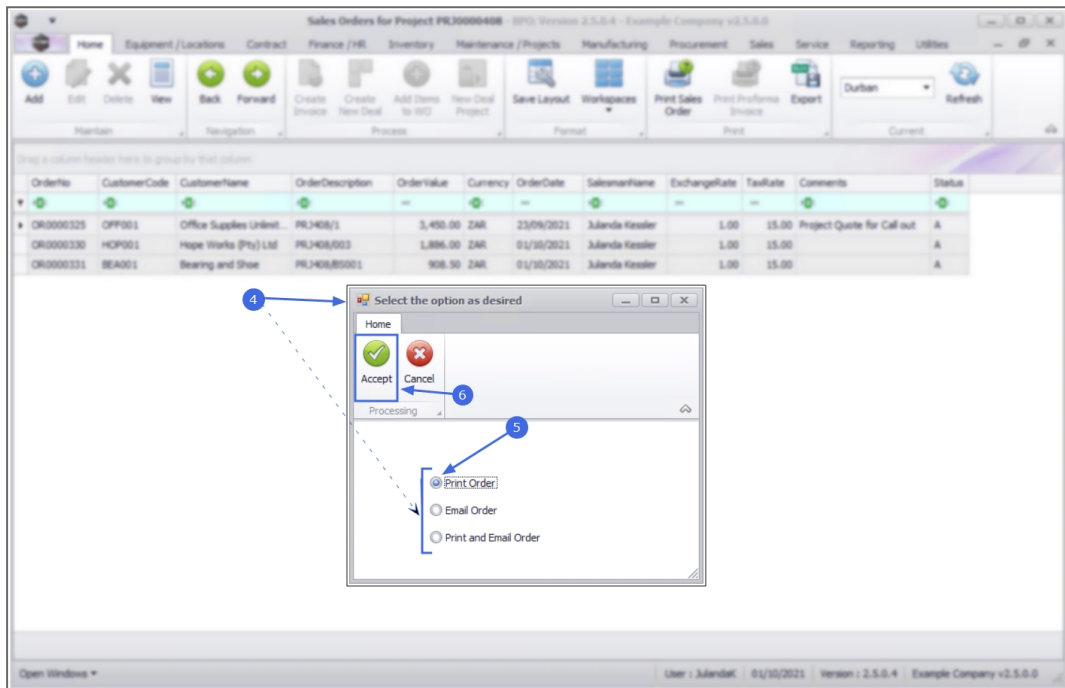 Sales Orders for Project PRJ0000408 - BPO: Version 2.5.0.4 - Example Company v2.5.0.0
Home Equipment / Locations Contract Finance / HR Inventory Maintenance / Projects Manufacturing Procurement Sales Service Reporting Utilities
Add Edit Delete View Back Forward Create Invoice Create New Deal Add Items to WO New Deal Project Save Layout Workspaces Print Sales Order Print Proforma Invoice Export Durban Refresh
Maintain Navigation Process Format Print Current
Drag a column header here to group by that column
OrderNo CustomerCode CustomerName OrderDescription OrderValue Currency OrderDate SalesmanName ExchangeRate TaxRate Comments Status
OR0000325 OFF001 Office Supplies Unlimit... PRJ408/1 3,450.00 ZAR 23/09/2021 Julanda Kessler 1.00 15.00 Project Quote for Call out A
OR0000330 HOP001 Hope Works (Pty) Ltd PRJ408/003 1,886.00 ZAR 01/10/2021 Julanda Kessler 1.00 15.00 A
OR0000331 BEA001 Bearing and Shoe PRJ408/BS001 908.50 ZAR 01/10/2021 Julanda Kessler 1.00 15.00 A
4
Select the option as desired
Home
Accept Cancel
6
Processing
5
Print Order
Email Order
Print and Email Order
Open Windows User : JulandaK 01/10/2021 Version : 2.5.0.4 Example Company v2.5.0.0